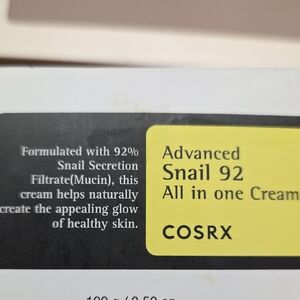 Formulated with 92%
Snail Secretion
Filtrate(Mucin), this
cream helps naturally
create the appealing glow
of healthy skin.
Advanced
Snail 92
All in one Cream
COSRX